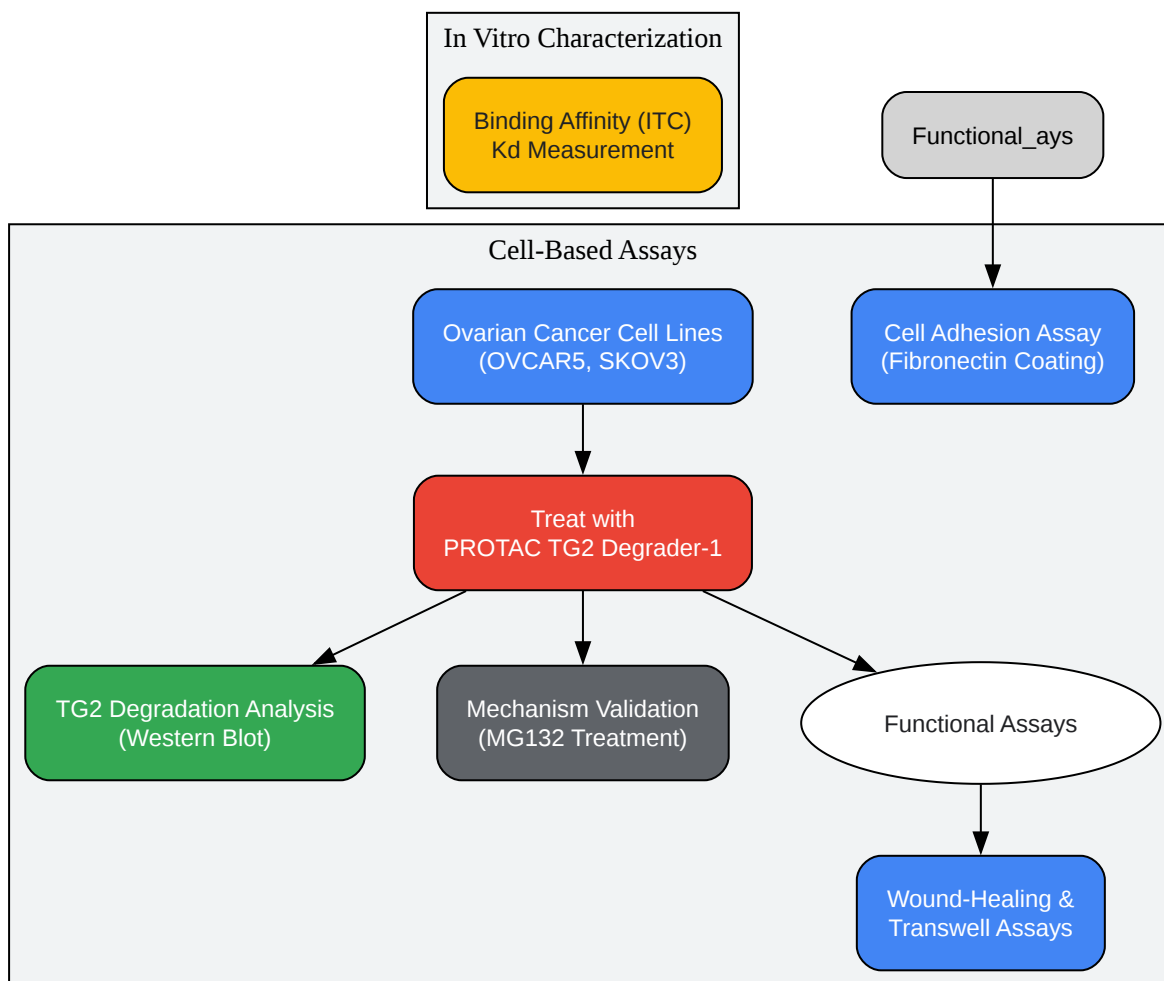 In Vitro Characterization
Binding Affinity (ITC)
Kd Measurement
Functional_ays
Cell-Based Assays
Ovarian Cancer Cell Lines
(OVCAR5, SKOV3)
Cell Adhesion Assay
(Fibronectin Coating)
Treat with
PROTAC TG2 Degrader-1
TG2 Degradation Analysis
(Western Blot)
Mechanism Validation
(MG132 Treatment)
Functional Assays
Wound-Healing &
Transwell Assays